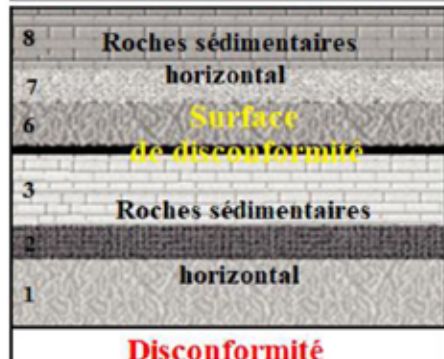 8 Roches sédimentaires
7 horizontal
6 Surface
de disconformité
3
Roches sédimentaires
2
horizontal
1
Disconformité